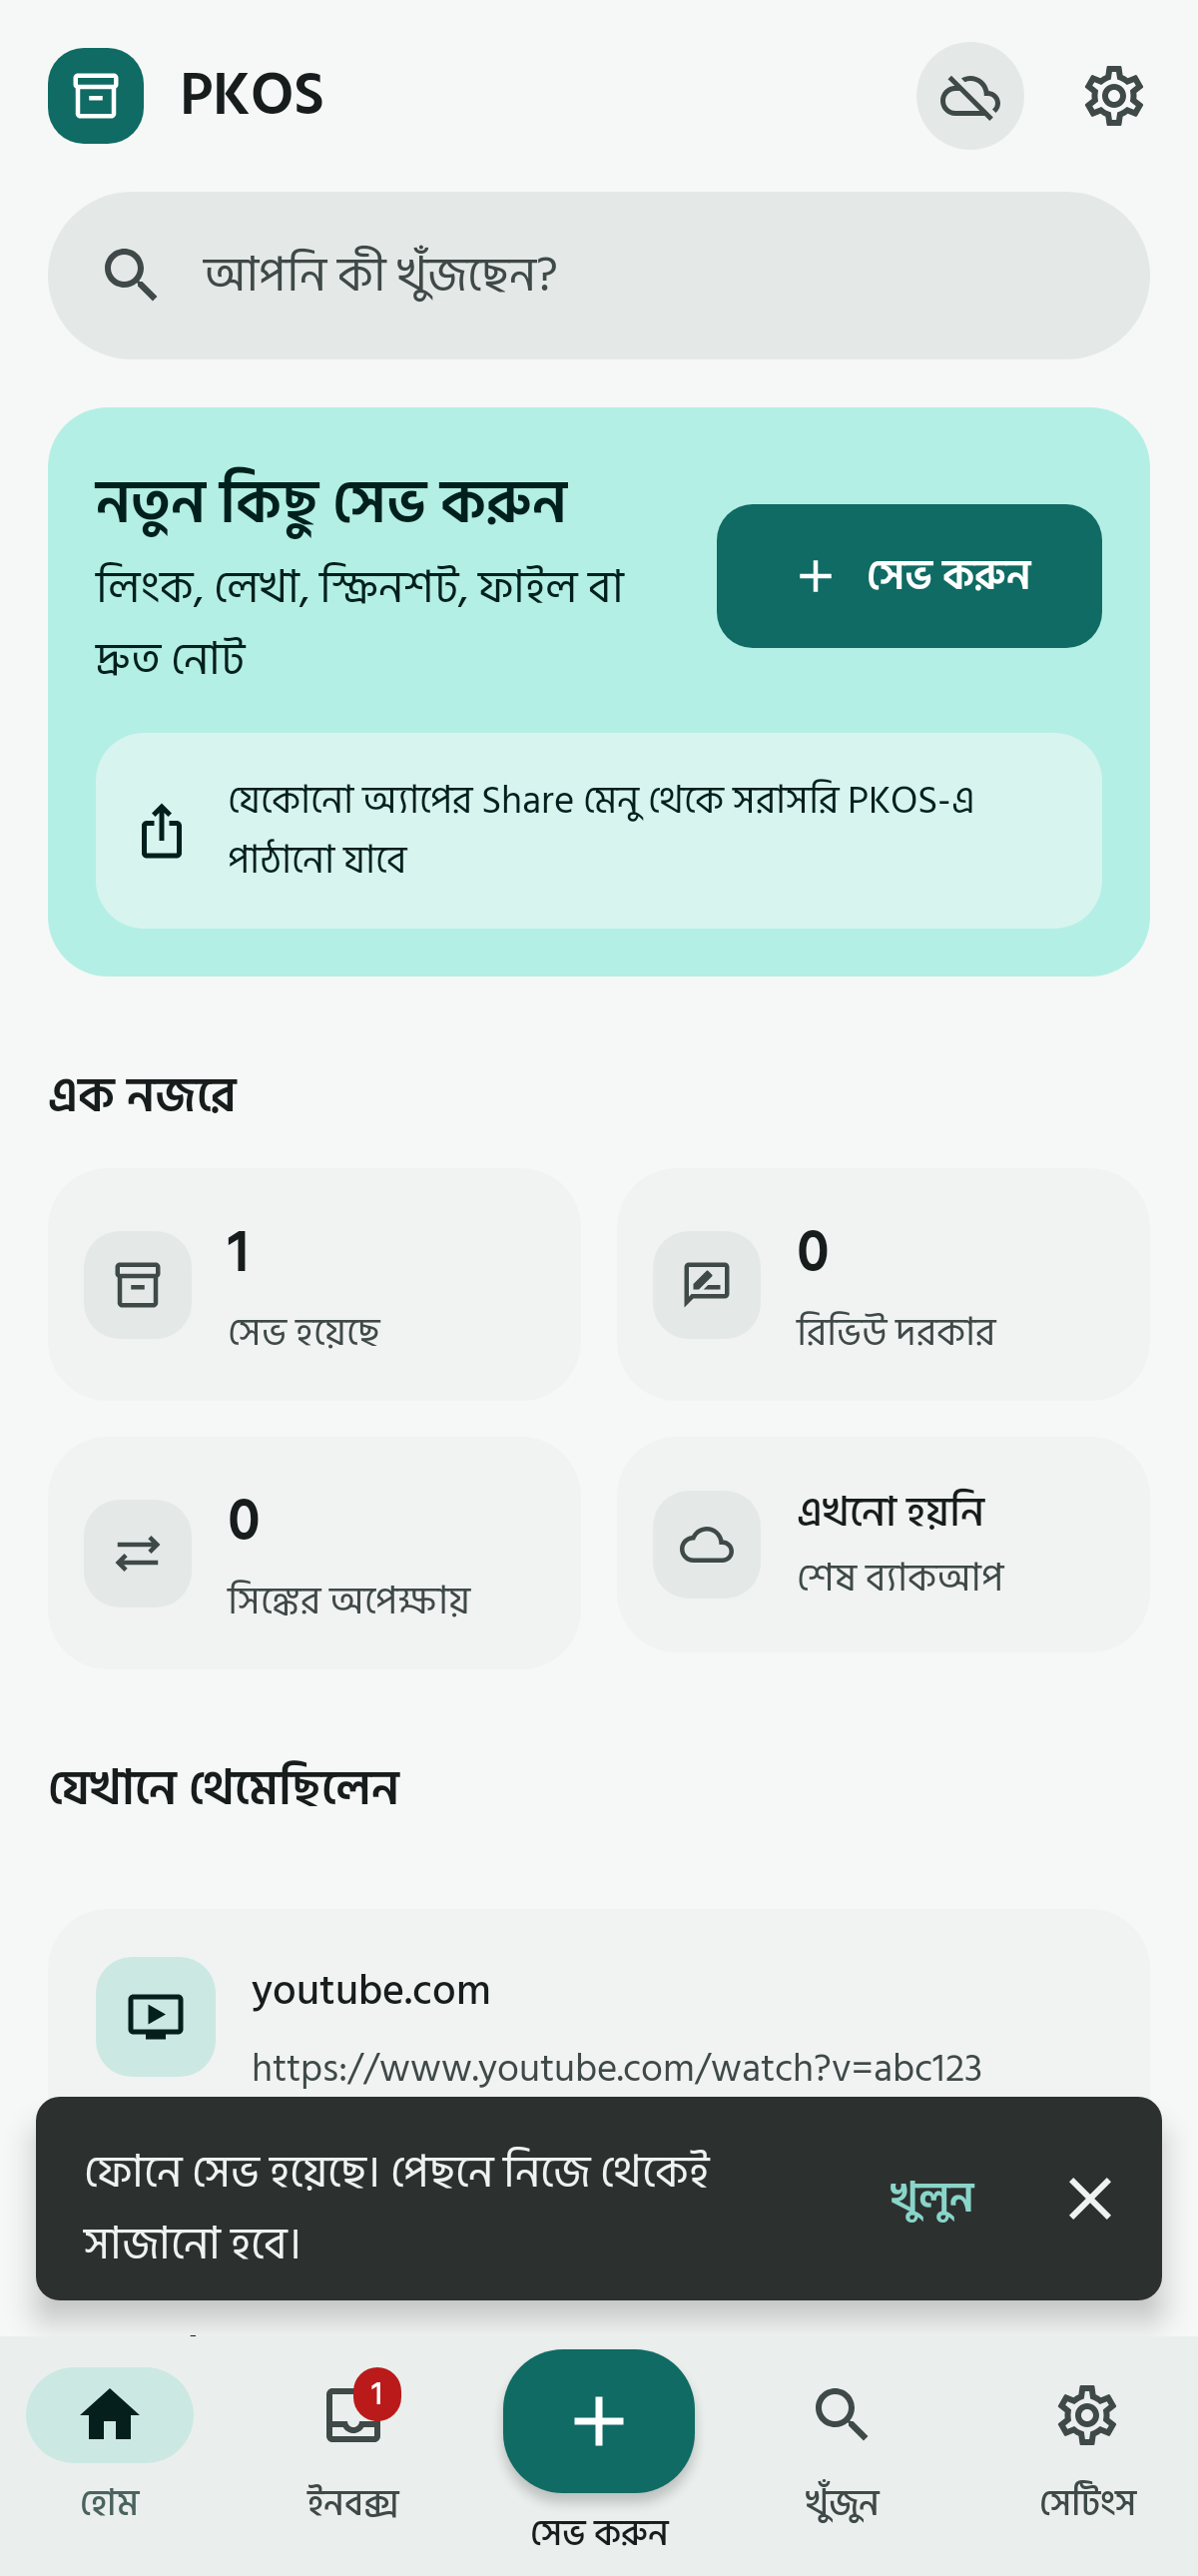 PKOS
আপনি কী খুঁজছেন?
নতুন কিছু সেভ করুন
লিংক, লেখা, স্ক্রিনশট, ফাইল বা
দ্রুত নোট
সেভ করুন
যেকোনো অ্যাপের Share মেনু থেকে সরাসরি PKOS-এ
পাঠানো যাবে
এক নজরে
1
সেভ হয়েছে
0
রিভিউ দরকার
0
সিঙ্কের অপেক্ষায়
এখনো হয়নি
শেষ ব্যাকআপ
যেখানে থেমেছিলেন
youtube.com
https://www.youtube.com/watch?v=abc123
ফোনে সেভ হয়েছে। পেছনে নিজে থেকেই
সাজানো হবে।
খুলুন
1
হোম
ইনবক্স
সেভ করুন
খুঁজুন
সেটিংস